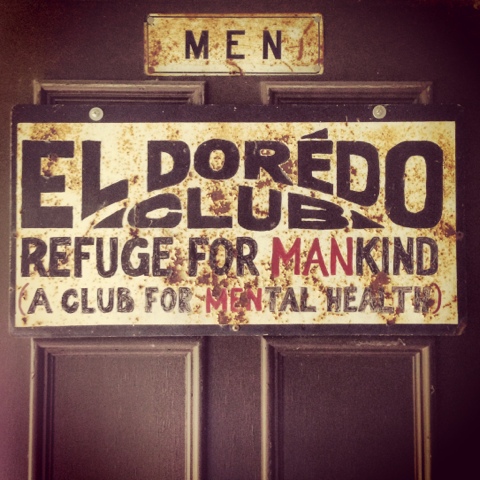 MEN
EL DORÉDO
CLUB
REFUGE FOR MANKIND
(A CLUB FOR MENTAL HEALTH)